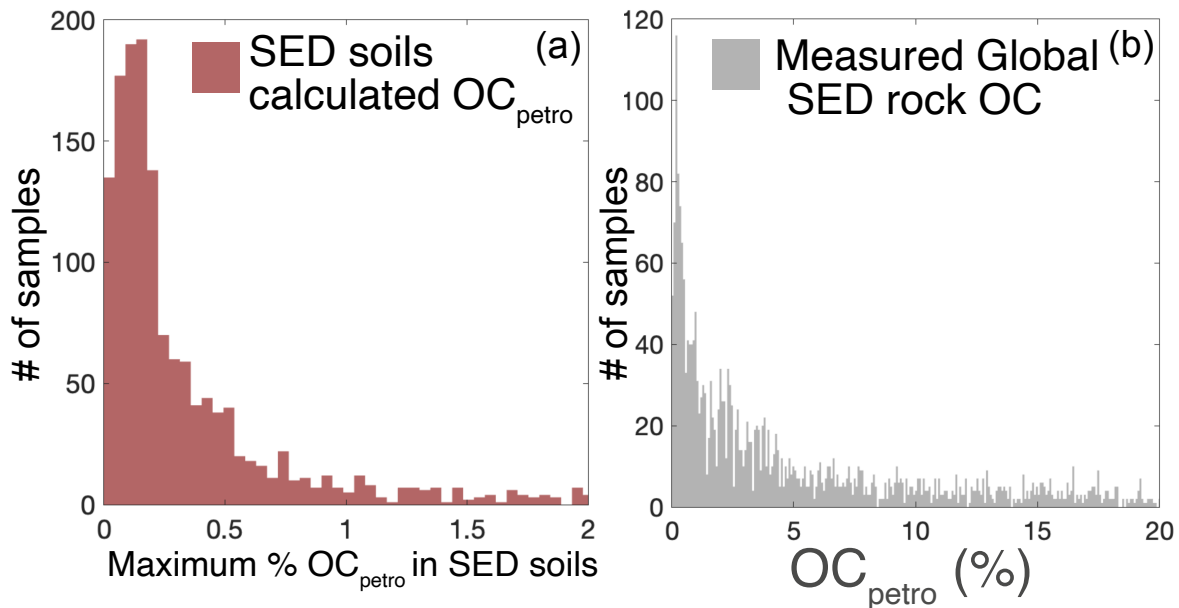 SED soils
calculated OCpetro
(a)
200
150
100
50
0
# of samples
0 0.5 1 1.5 2
Maximum % OCpetro in SED soils
Measured Global
SED rock OC
(b)
120
100
80
60
40
20
0
# of samples
0 5 10 15 20
OCpetro (%)